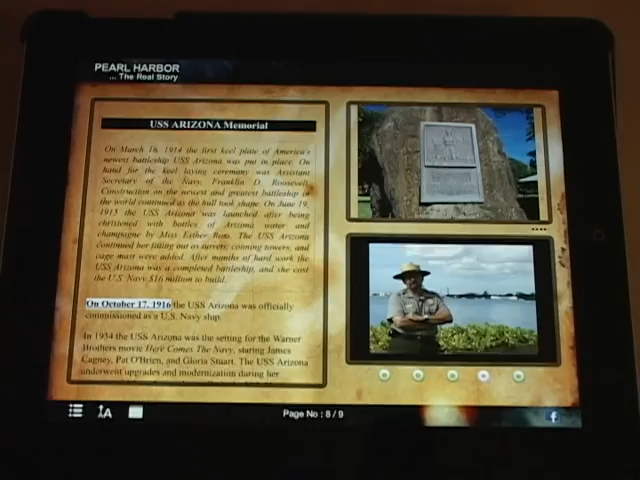 PEARL HARBOR
... The Real Story
USS ARIZONA Memorial
On March 16, 1914 the first keel plate of America's
newest battleship USS Arizona was put in place. On
hand for the keel laying ceremony was Assistant
Secretary of the Navy, Franklin D. Roosevelt.
Construction on the newest and greatest battleship in
the world continued as the hull took shape. On June 19,
1915 the USS Arizona was launched after being
christened with bottles of Arizona water and
champagne by Miss Esther Ross. The USS Arizona
continued her fitting out as turrets, conning towers, and
cage mast were added. After months of hard work the
USS Arizona was a completed battleship, and she cost
the U.S Navy $16 million to build.
On October 17, 1916 the USS Arizona was officially
commissioned as a U.S. Navy ship.
In 1934 the USS Arizona was the setting for the Warner
Brothers movie Here Comes The Navy, staring James
Cagney, Pat O'Brien, and Gloria Stuart. The USS Arizona
underwent upgrades and modernization during her
A
Page No : 8 / 9
f